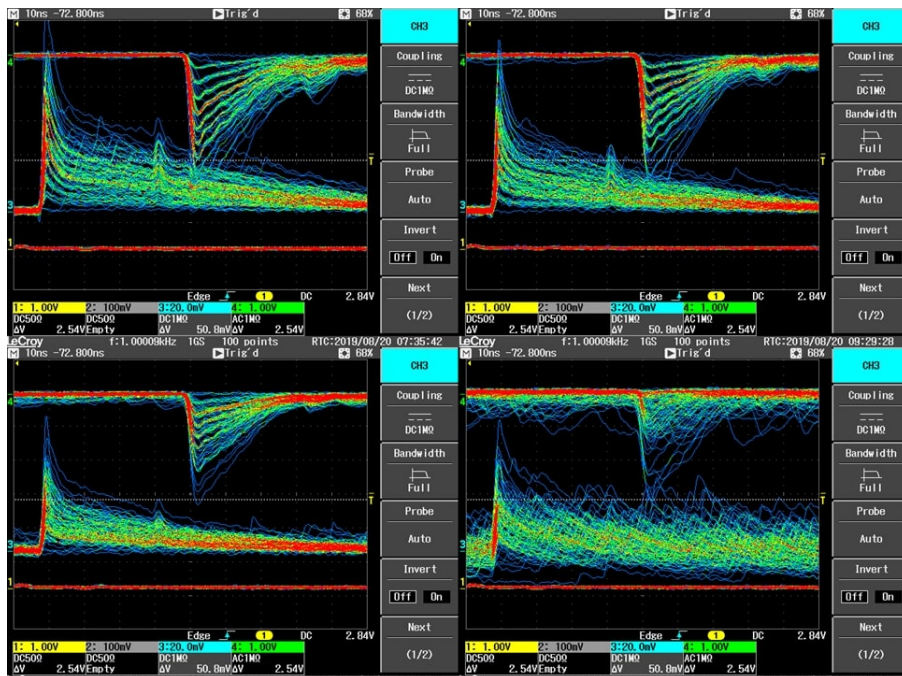 M 10ns -72.800ns Trig'd 68% CH3
4
Coupling
DC1MΩ
Bandwidth
Full
T
Probe
Auto
3
Invert
1
Off On
Next
Edge 1 DC 2.84V
(1/2)
1: 1.00V 2: 100mV 3:20.0mV 4: 1.00V
DC50Ω DC50Ω DC1MΩ AC1MΩ
ΔV 2.54V Empty ΔV 50.8mV ΔV 2.54V
LeCroy f:1.00009kHz 1GS 100 points RTC:2019/08/20 07:35:42
M 10ns -72.800ns Trig'd 68% CH3
4
Coupling
DC1MΩ
Bandwidth
Full
T
Probe
Auto
3
Invert
1
Off On
Next
Edge 1 DC 2.84V
(1/2)
1: 1.00V 2: 100mV 3:20.0mV 4: 1.00V
DC50Ω DC50Ω DC1MΩ AC1MΩ
ΔV 2.54V Empty ΔV 50.8mV ΔV 2.54V
LeCroy f:1.00009kHz 1GS 100 points RTC:2019/08/20 09:29:28
M 10ns -72.800ns Trig'd 68% CH3
4
Coupling
DC1MΩ
Bandwidth
Full
T
Probe
Auto
3
Invert
1
Off On
Next
Edge 1 DC 2.84V
(1/2)
1: 1.00V 2: 100mV 3:20.0mV 4: 1.00V
DC50Ω DC50Ω DC1MΩ AC1MΩ
ΔV 2.54V Empty ΔV 50.8mV ΔV 2.54V
M 10ns -72.800ns Trig'd 68% CH3
4
Coupling
DC1MΩ
Bandwidth
Full
T
Probe
Auto
3
Invert
1
Off On
Next
Edge 1 DC 2.84V
(1/2)
1: 1.00V 2: 100mV 3:20.0mV 4: 1.00V
DC50Ω DC50Ω DC1MΩ AC1MΩ
ΔV 2.54V Empty ΔV 50.8mV ΔV 2.54V